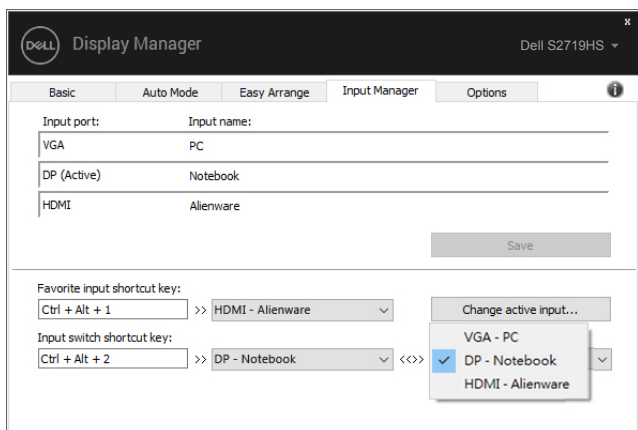 DELL Display Manager
x
Dell S2719HS
Basic Auto Mode Easy Arrange Input Manager Options i
Input port: Input name:
VGA PC
DP (Active) Notebook
HDMI Alienware
Save
Favorite input shortcut key:
Ctrl + Alt + 1 >> HDMI - Alienware Change active input...
Input switch shortcut key:
Ctrl + Alt + 2 >> DP - Notebook <<>>
VGA - PC
DP - Notebook
HDMI - Alienware